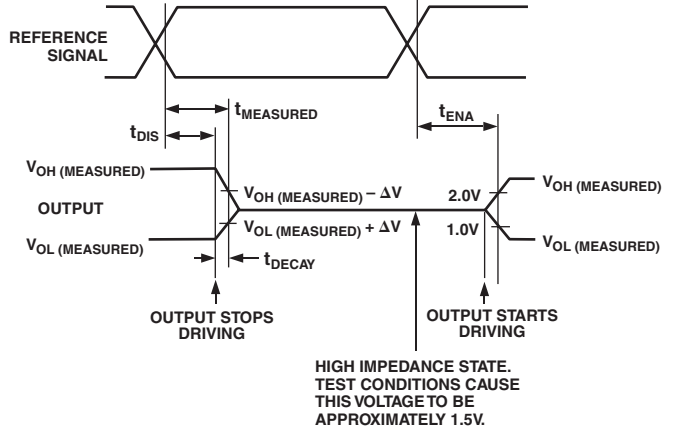 REFERENCE
SIGNAL
tMEASURED
tENA
tDIS
VOH (MEASURED)
VOH (MEASURED) – ΔV
2.0V
VOH (MEASURED)
OUTPUT
VOL (MEASURED) + ΔV
1.0V
VOL (MEASURED)
VOL (MEASURED)
tDECAY
OUTPUT STOPS
DRIVING
OUTPUT STARTS
DRIVING
HIGH IMPEDANCE STATE.
TEST CONDITIONS CAUSE
THIS VOLTAGE TO BE
APPROXIMATELY 1.5V.